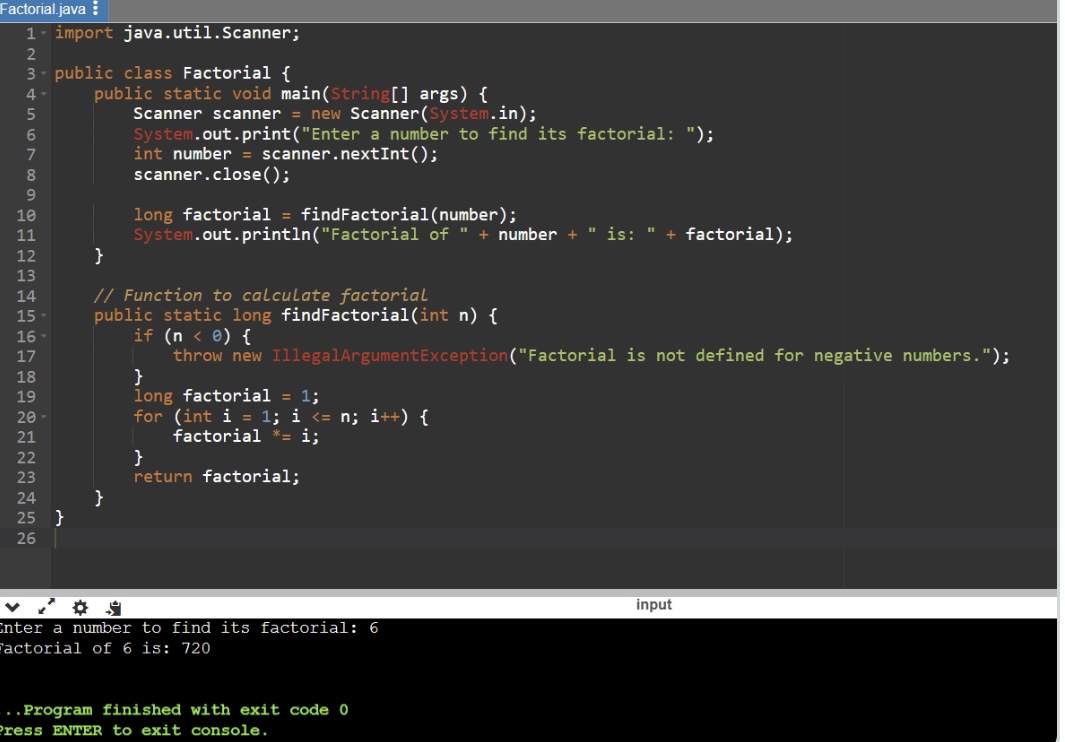 Factorial.java
1 import java.util.Scanner;
2
3 public class Factorial {
4     public static void main(String[] args) {
5         Scanner scanner = new Scanner(System.in);
6         System.out.print("Enter a number to find its factorial: ");
7         int number = scanner.nextInt();
8         scanner.close();
9
10         long factorial = findFactorial(number);
11         System.out.println("Factorial of " + number + " is: " + factorial);
12     }
13
14     // Function to calculate factorial
15     public static long findFactorial(int n) {
16         if (n < 0) {
17             throw new IllegalArgumentException("Factorial is not defined for negative numbers.");
18         }
19         long factorial = 1;
20         for (int i = 1; i <= n; i++) {
21             factorial *= i;
22         }
23         return factorial;
24     }
25 }
26
input
Enter a number to find its factorial: 6
Factorial of 6 is: 720
...Program finished with exit code 0
Press ENTER to exit console.